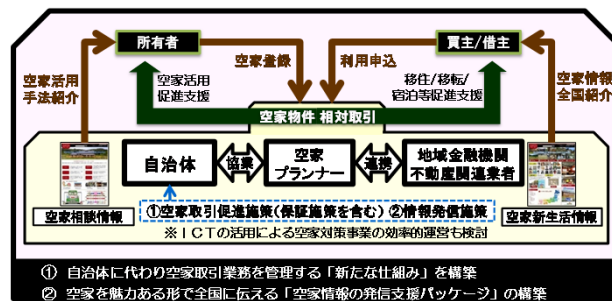 所有者
買主/借主
空家登録
利用申込
空家活用
手法紹介
空家活用
促進支援
移住/移転/
宿泊等促進支援
空家情報
全国紹介
空家物件 相対取引
自治体
協業
空家
プランナー
連携
地域金融機関
不動産関連業者
空家相談情報
①空家取引促進施策(保証施策を含む) ②情報発信施策
空家新生活情報
※ICTの活用による空家対策事業の効率的運営も検討
① 自治体に代わり空家取引業務を管理する「新たな仕組み」を構築
② 空家を魅力ある形で全国に伝える「空家情報の発信支援パッケージ」の構築